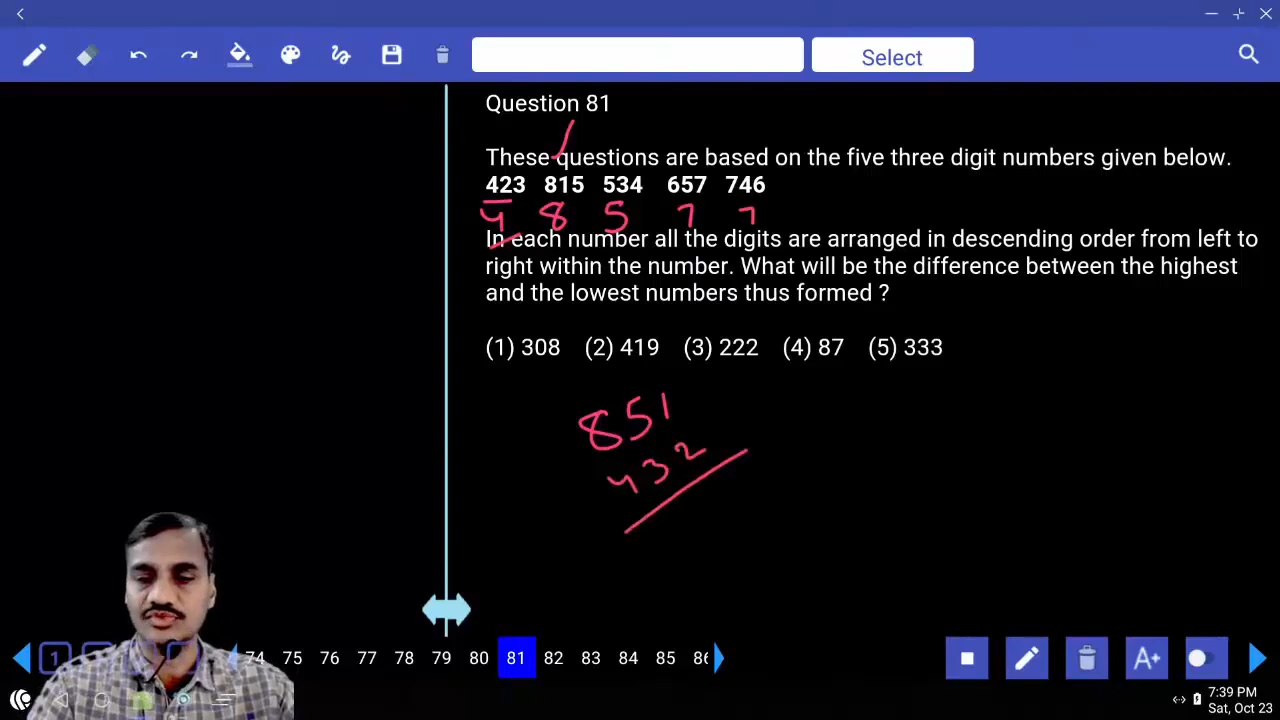 Select
Question 81
These questions are based on the five three digit numbers given below.
423 815 534 657 746
4 8 5 7 7
In each number all the digits are arranged in descending order from left to
right within the number. What will be the difference between the highest
and the lowest numbers thus formed ?
(1) 308 (2) 419 (3) 222 (4) 87 (5) 333
851
432
1
74 75 76 77 78 79 80 81 82 83 84 85 86
A+
7:39 PM
Sat, Oct 23